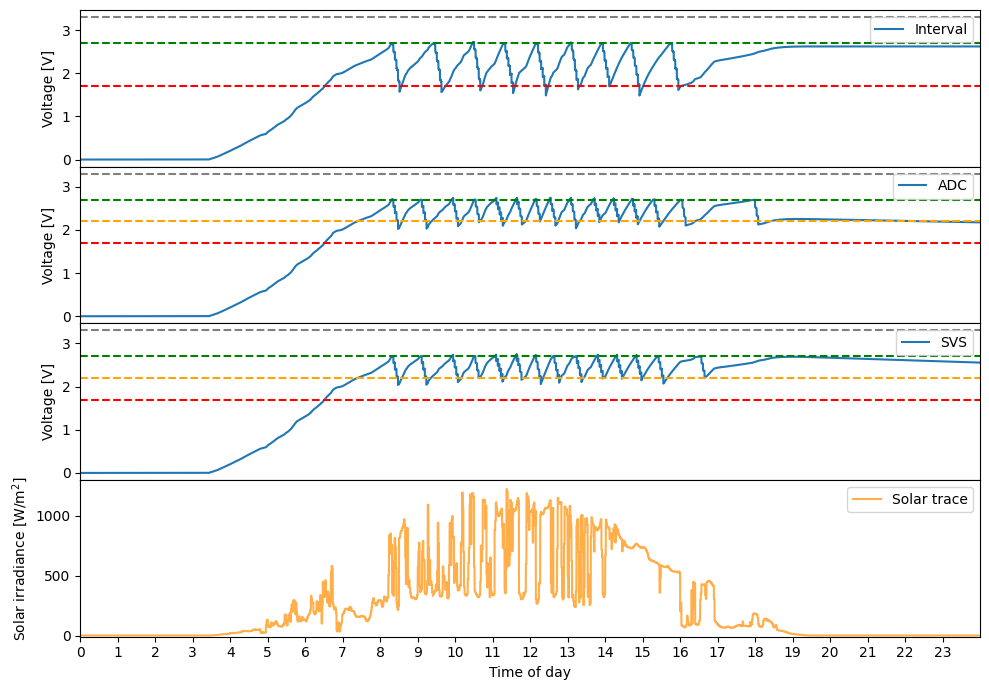 Voltage [V]
3
2
1
0
Interval
Voltage [V]
3
2
1
0
ADC
Voltage [V]
3
2
1
0
SVS
Solar irradiance [W/m²]
1000
500
0
Solar trace
0 1 2 3 4 5 6 7 8 9 10 11 12 13 14 15 16 17 18 19 20 21 22 23
Time of day